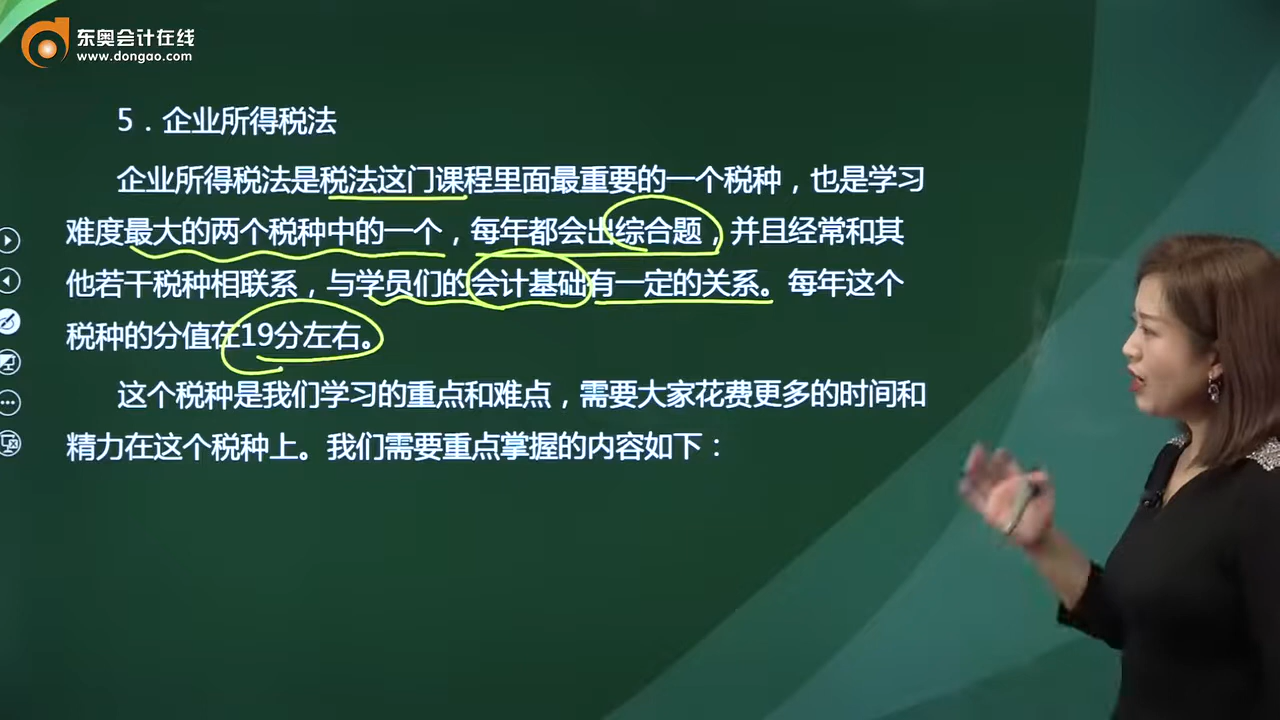 东奥会计在线
www.dongao.com
5．企业所得税法
企业所得税法是税法这门课程里面最重要的一个税种，也是学习
难度最大的两个税种中的一个，每年都会出综合题，并且经常和其
他若干税种相联系，与学员们的会计基础有一定的关系。每年这个
税种的分值在19分左右。
这个税种是我们学习的重点和难点，需要大家花费更多的时间和
精力在这个税种上。我们需要重点掌握的内容如下：